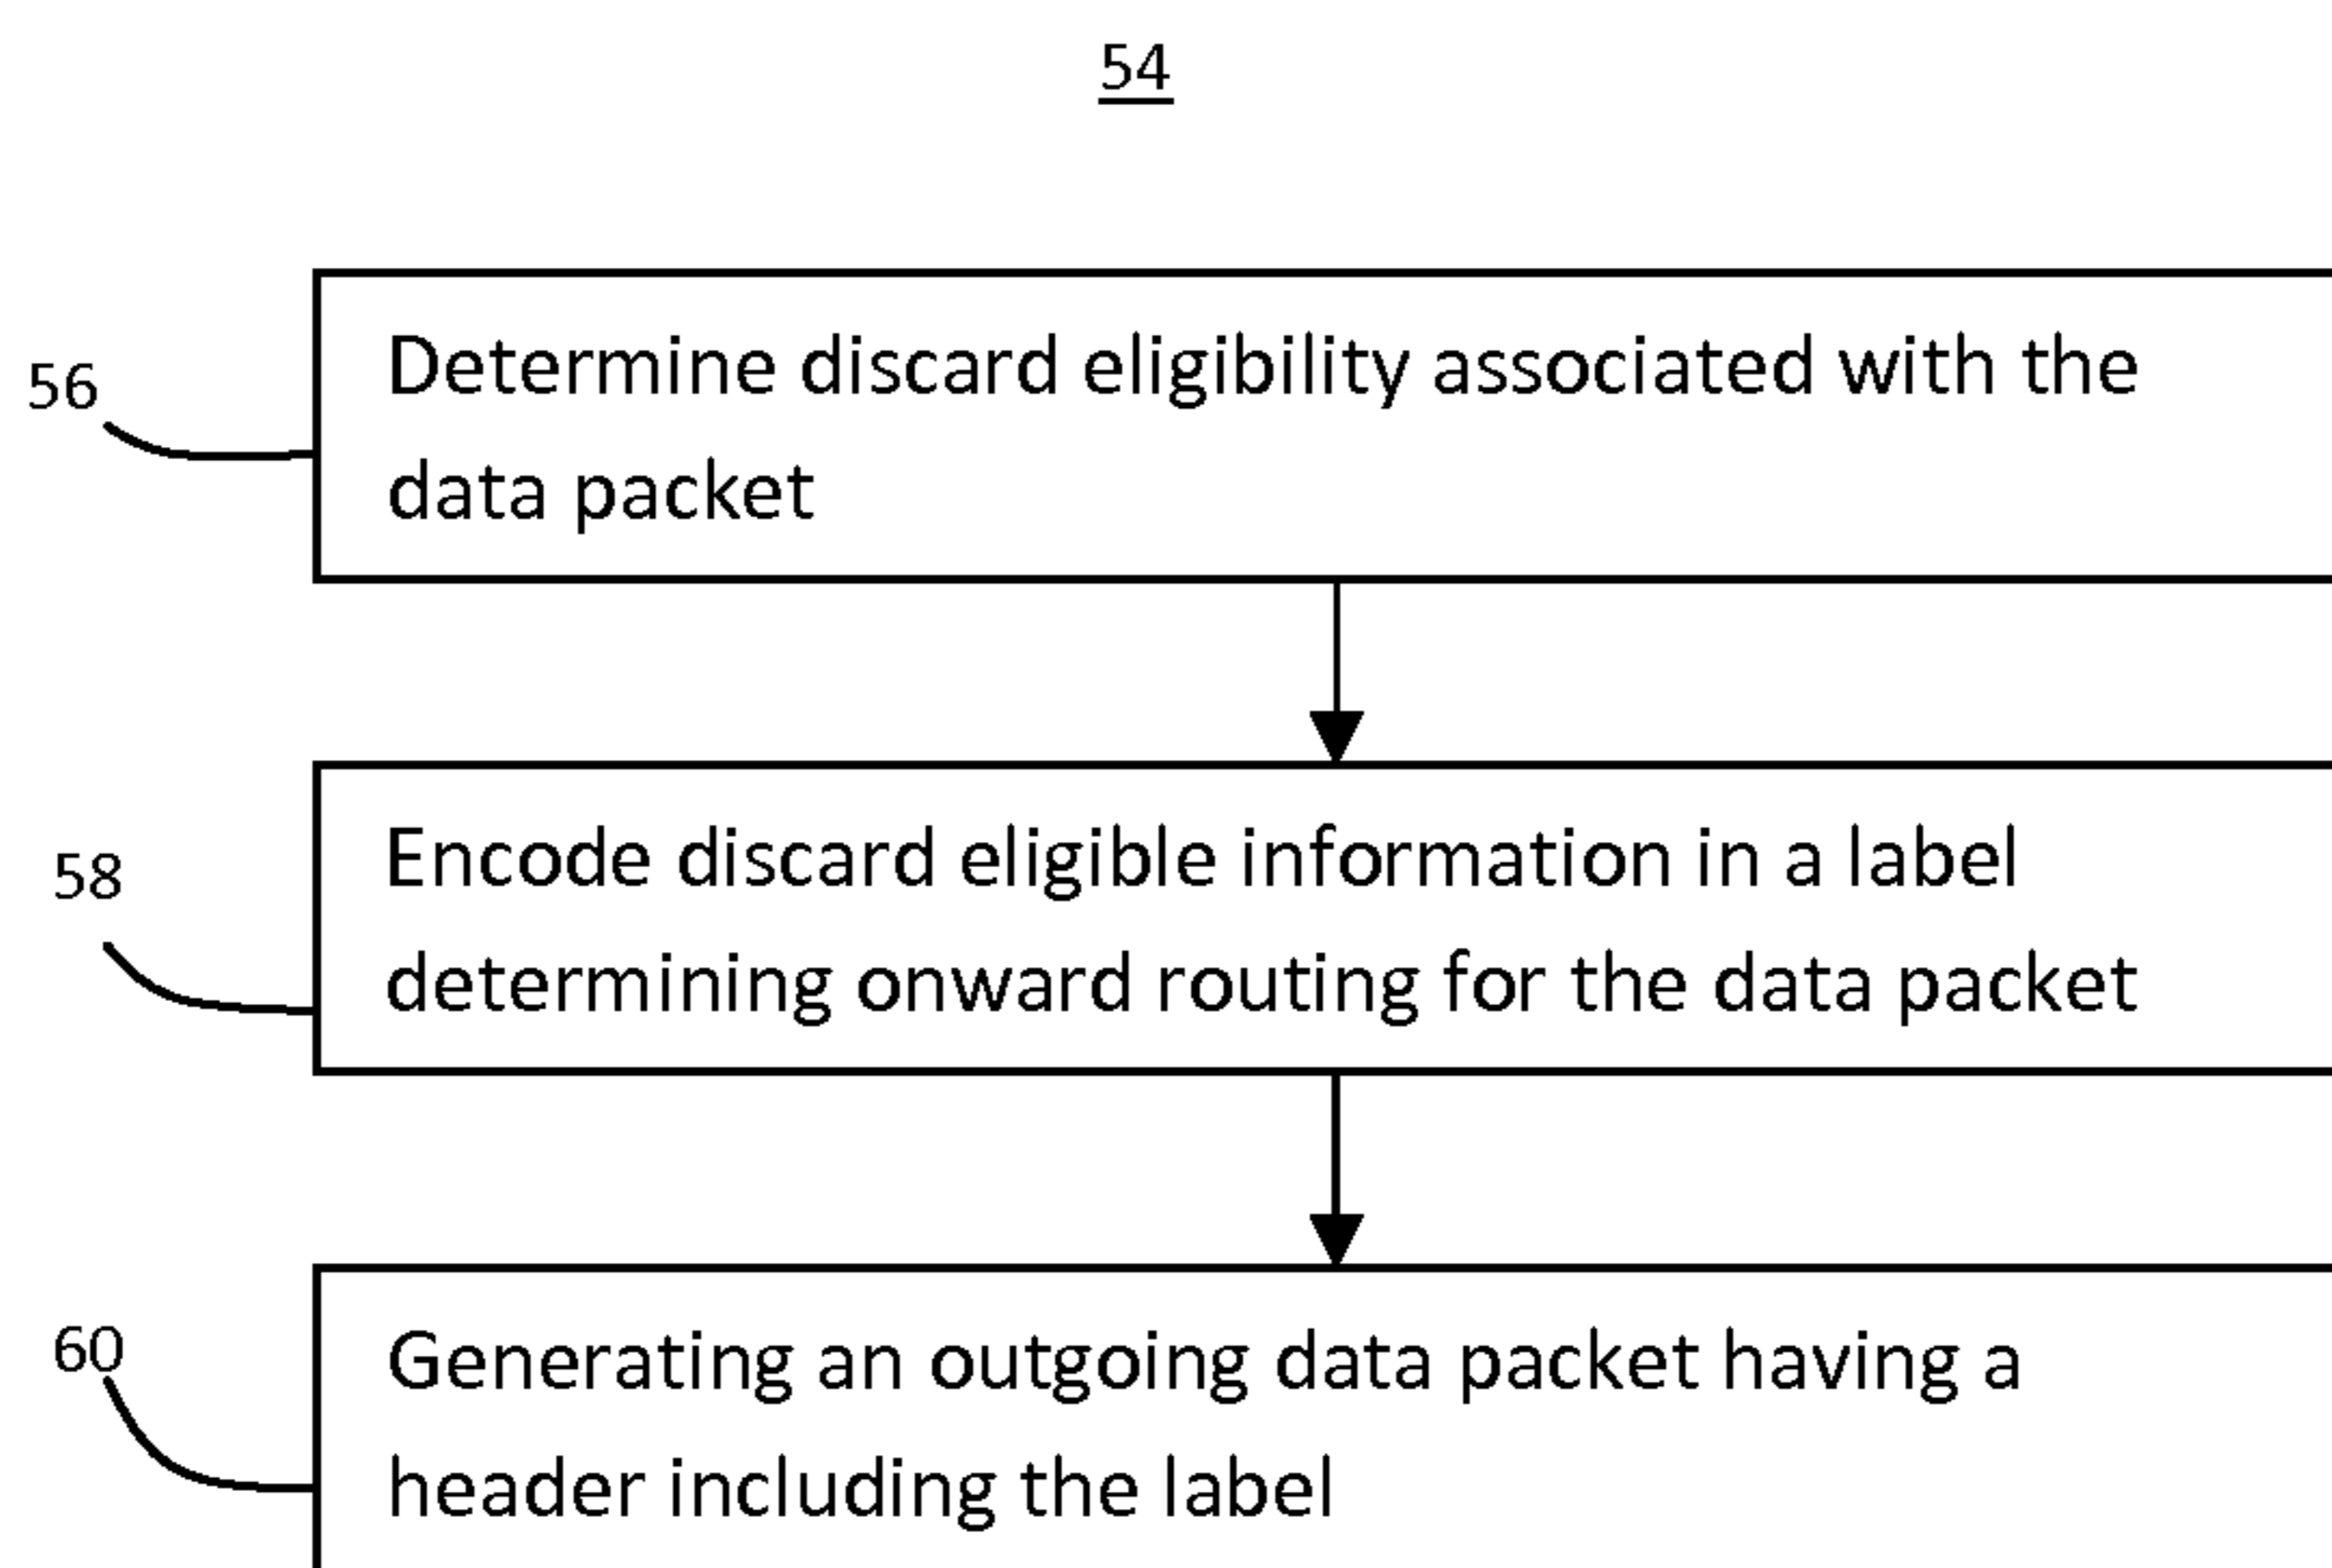 54
56
Determine discard eligibility associated with the
data packet
58
Encode discard eligible information in a label
determining onward routing for the data packet
60
Generating an outgoing data packet having a
header including the label